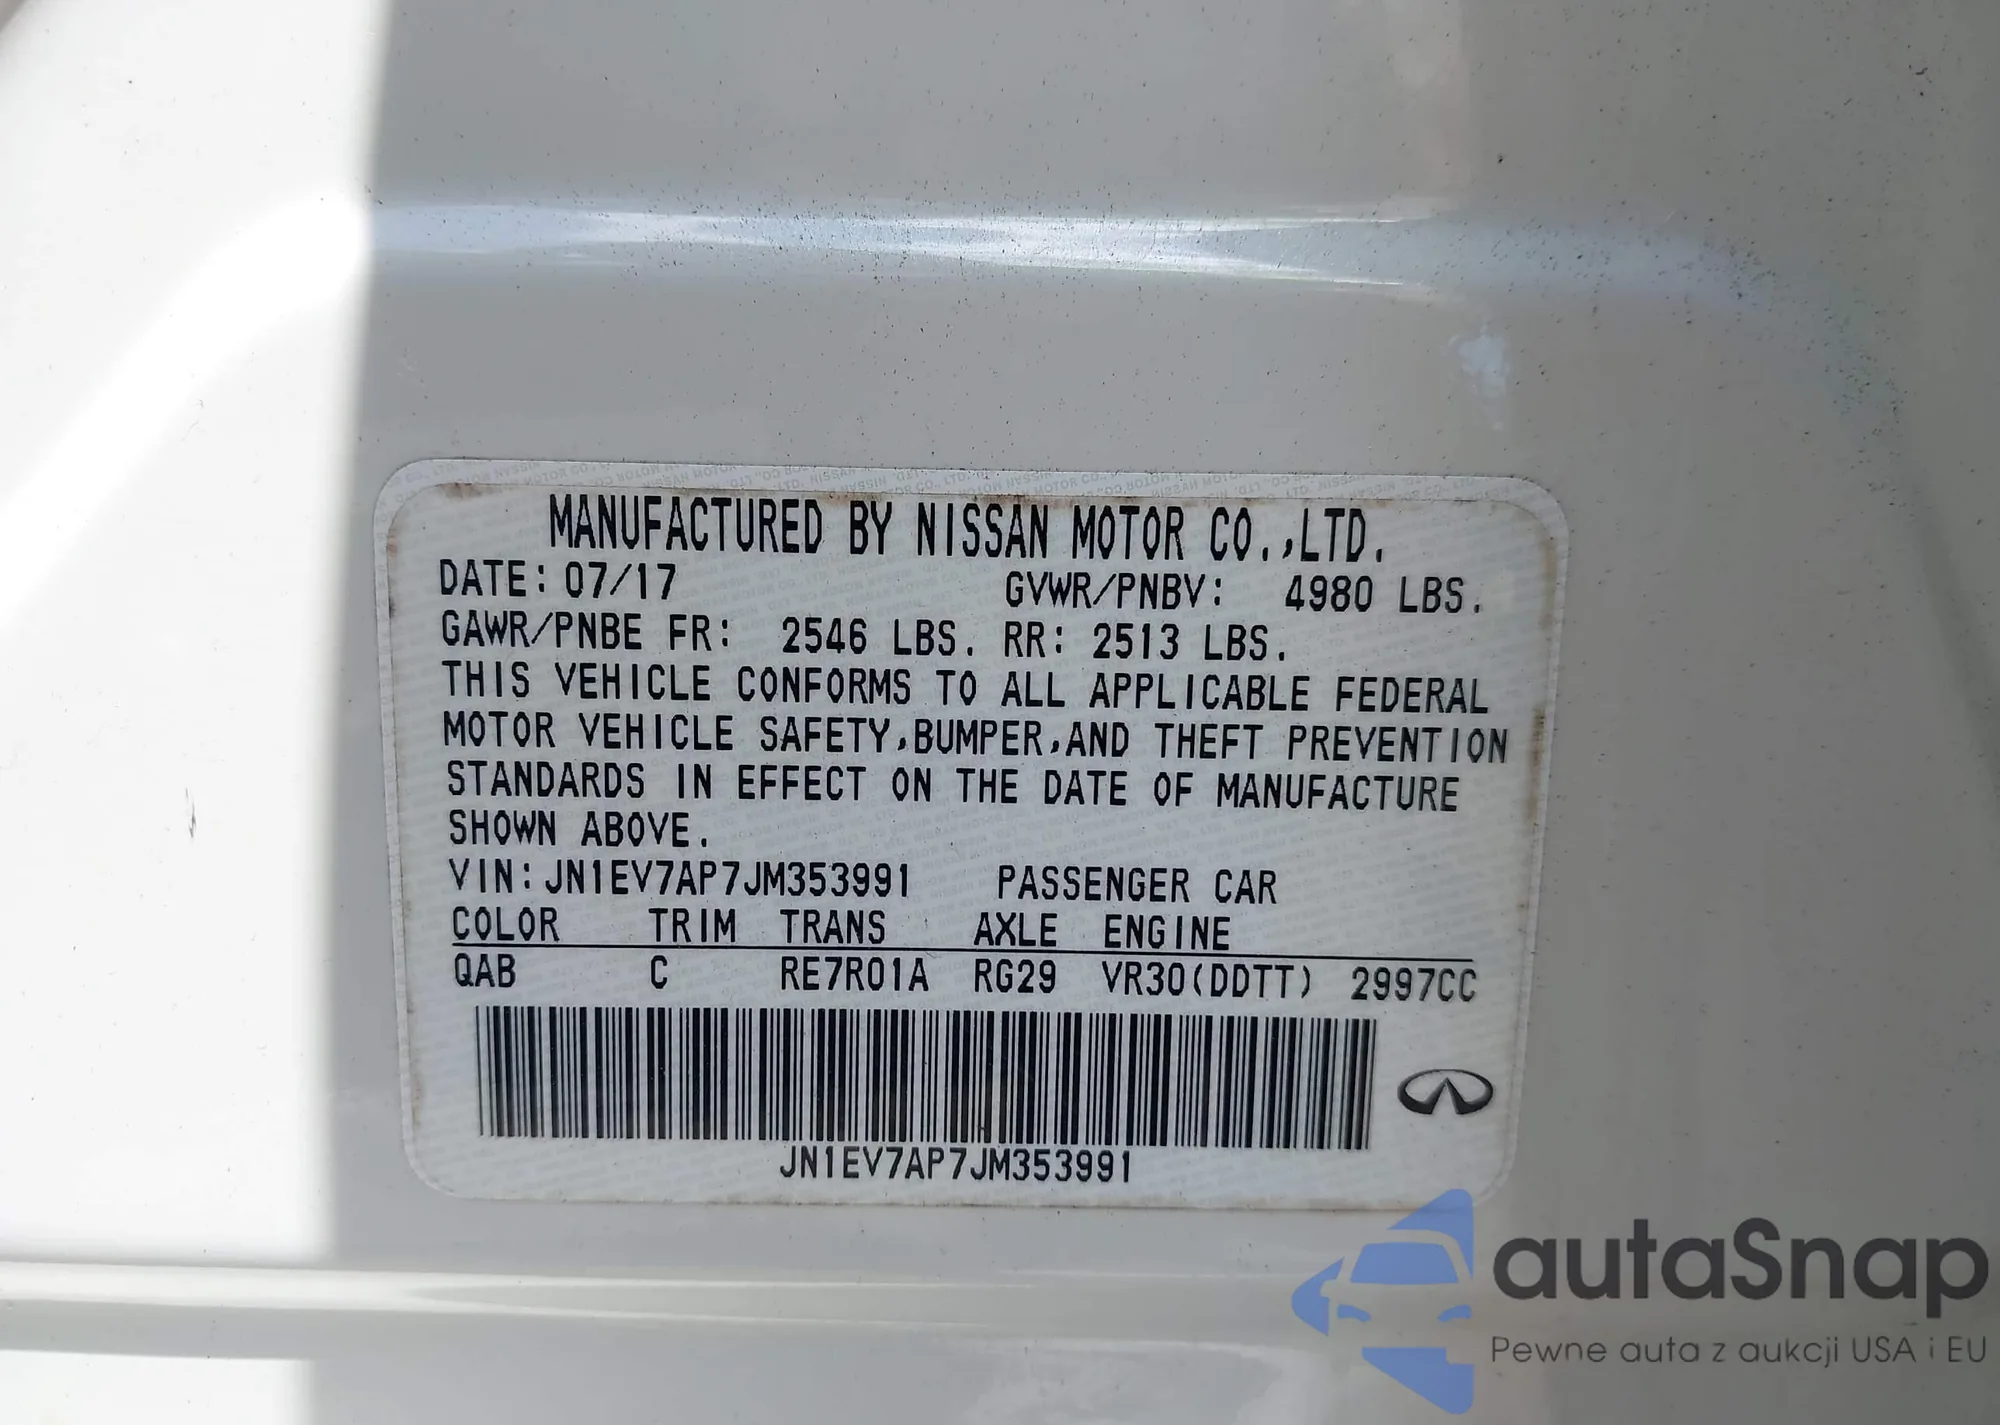 MANUFACTURED BY NISSAN MOTOR CO.,LTD.
DATE: 07/17 GVWR/PNBV: 4980 LBS.
GAWR/PNBE FR: 2546 LBS. RR: 2513 LBS.
THIS VEHICLE CONFORMS TO ALL APPLICABLE FEDERAL
MOTOR VEHICLE SAFETY,BUMPER,AND THEFT PREVENTION
STANDARDS IN EFFECT ON THE DATE OF MANUFACTURE
SHOWN ABOVE.
VIN:JN1EV7AP7JM353991 PASSENGER CAR
COLOR TRIM TRANS AXLE ENGINE
QAB C RE7R01A RG29 VR30(DDTT) 2997CC
JN1EV7AP7JM353991
autaSnap
Pewne auta z aukcji USA i EU